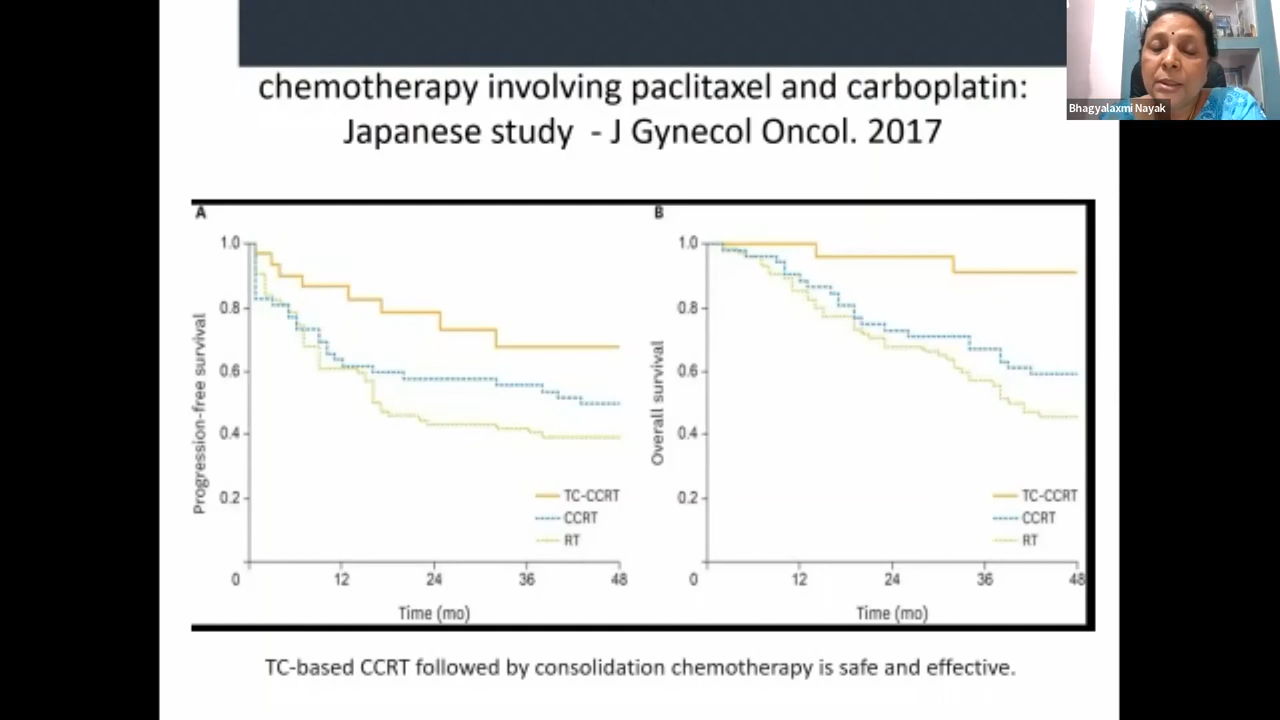 chemotherapy involving paclitaxel and carboplatin:
Japanese study - J Gynecol Oncol. 2017
Bhagyalaxmi Nayak
A
1.0
0.8
0.6
0.4
0.2
Progression-free survival
TC-CCRT
CCRT
RT
0 12 24 36 48
Time (mo)
B
1.0
0.8
0.6
0.4
0.2
Overall survival
TC-CCRT
CCRT
RT
0 12 24 36 48
Time (mo)
TC-based CCRT followed by consolidation chemotherapy is safe and effective.